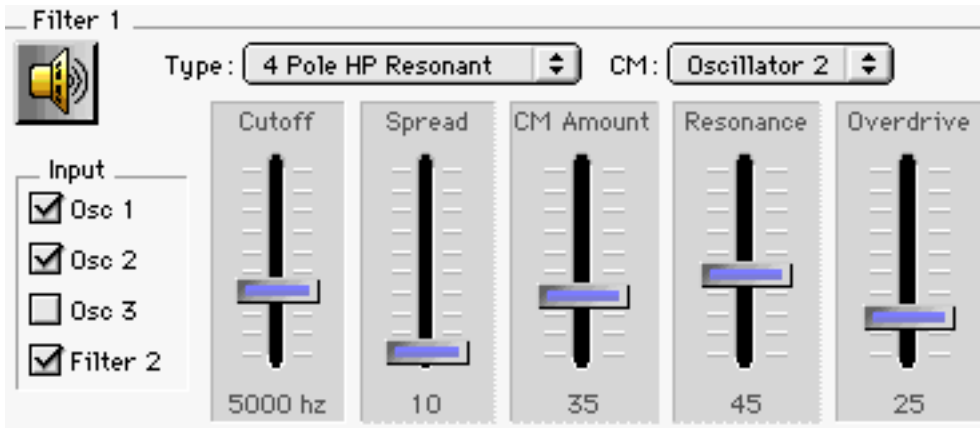 Filter 1
Type: 4 Pole HP Resonant CM: Oscillator 2
Cutoff Spread CM Amount Resonance Overdrive
Input
Osc 1
Osc 2
Osc 3
Filter 2
5000 hz 10 35 45 25